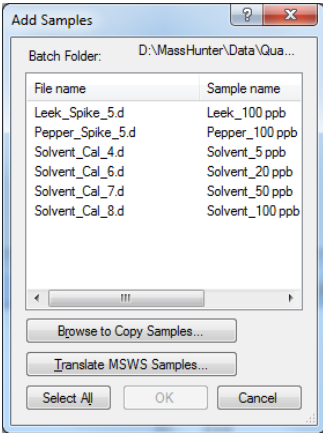 Add Samples
Batch Folder: D:\MassHunter\Data\Qua...
File name Sample name
Leek_Spike_5.d Leek_100 ppb
Pepper_Spike_5.d Pepper_100 ppb
Solvent_Cal_4.d Solvent_5 ppb
Solvent_Cal_6.d Solvent_20 ppb
Solvent_Cal_7.d Solvent_50 ppb
Solvent_Cal_8.d Solvent_100 ppb
Browse to Copy Samples...
Translate MSWS Samples...
Select All OK Cancel